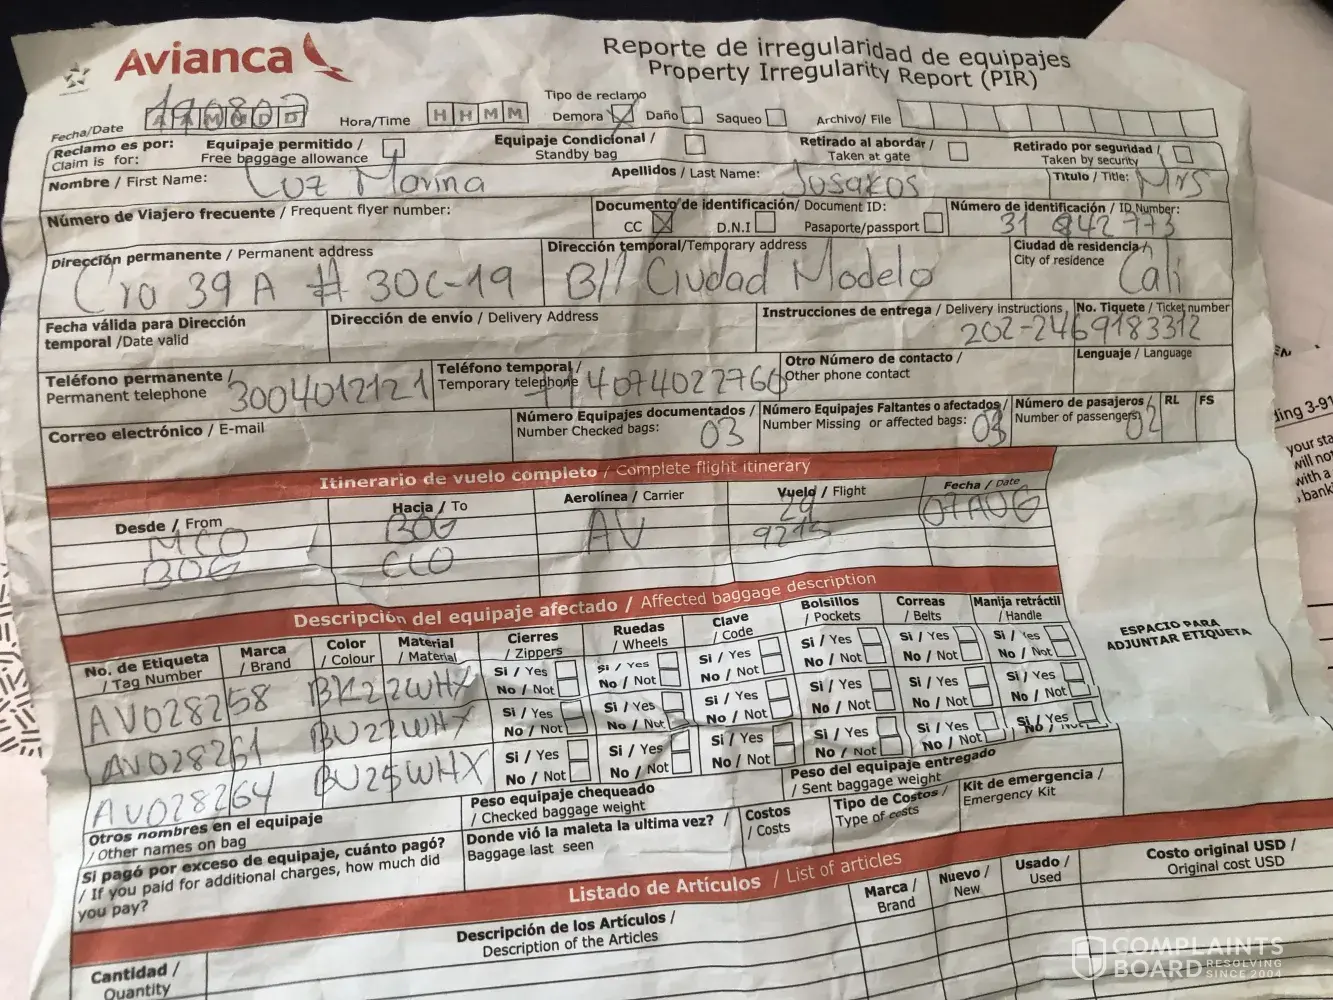 Avianca
Reporte de irregularidad de equipajes
Property Irregularity Report (PIR)
Fecha/Date A A M M D D 190807 Hora/Time H H M M
Tipo de reclamo
Demora Daño Saqueo Archivo/ File
Reclamo es por: Equipaje permitido / Equipaje Condicional / Retirado al abordar / Retirado por seguridad /
Claim is for: Free baggage allowance Standby bag Taken at gate Taken by security
Nombre / First Name: Luz Marina Apellidos / Last Name: Titulo / Title: Mrs
Número de Viajero frecuente / Frequent flyer number: Documento de identificación/ Document ID: Número de identificación / ID Number:
CC D.N.I Pasaporte/passport 31 842 773
Dirección permanente / Permanent address Dirección temporal/Temporary address Ciudad de residencia/
City of residence
Cra 39 A # 30C-19 B// Ciudad Modelo Cali
Fecha válida para Dirección Dirección de envío / Delivery Address Instrucciones de entrega / Delivery instructions No. Tiquete / Ticket number
temporal /Date valid 202-2469183312
Teléfono permanente / Teléfono temporal / Otro Número de contacto / Lenguaje / Language
Permanent telephone 3004012121 Temporary telephone 4074022760 Other phone contact
Correo electrónico / E-mail Número Equipajes documentados / Número Equipajes Faltantes o afectados/ Número de pasajeros/ RL FS
Number Checked bags: 03 Number Missing or affected bags: 03 Number of passengers 02
Itinerario de vuelo completo / Complete flight itinerary
Desde / From Hacia / To Aerolínea / Carrier Vuelo / Flight Fecha / Date
MCO BOG AV 29 07AUG
BOG CLO 9215
Descripción del equipaje afectado / Affected baggage description
No. de Etiqueta Marca Color Material Cierres Ruedas Clave Bolsillos Correas Manija retráctil
/ Tag Number / Brand / Colour / Material / Zippers / Wheels / Code / Pockets / Belts / Handle
AV028258 BK22WHX Si / Yes Si / Yes Si / Yes Si / Yes Si / Yes Si / Yes
No / Not No / Not No / Not No / Not No / Not No / Not
AV028261 BU22WHX Si / Yes Si / Yes Si / Yes Si / Yes Si / Yes Si / Yes
No / Not No / Not No / Not No / Not No / Not No / Not
AV028264 BU25WHX Si / Yes Si / Yes Si / Yes Si / Yes Si / Yes Si / Yes
No / Not No / Not No / Not No / Not No / Not No / Not
ESPACIO PARA
ADJUNTAR ETIQUETA
Otros nombres en el equipaje Peso equipaje chequeado Peso del equipaje entregado
/ Other names on bag / Checked baggage weight / Sent baggage weight
Si pagó por exceso de equipaje, cuánto pagó? Donde vió la maleta la ultima vez? / Costos Tipo de Costos / Kit de emergencia /
/ If you paid for additional charges, how much did Baggage last seen / Costs Type of costs Emergency Kit
you pay?
Listado de Artículos / List of articles
Cantidad / Descripción de los Artículos / Marca / Nuevo / Usado / Costo original USD /
Quantity Description of the Articles Brand New Used Original cost USD
ding 3-91
your sta
will no
with a
bank
COMPLAINTS
BOARD RESOLVING
SINCE 2004